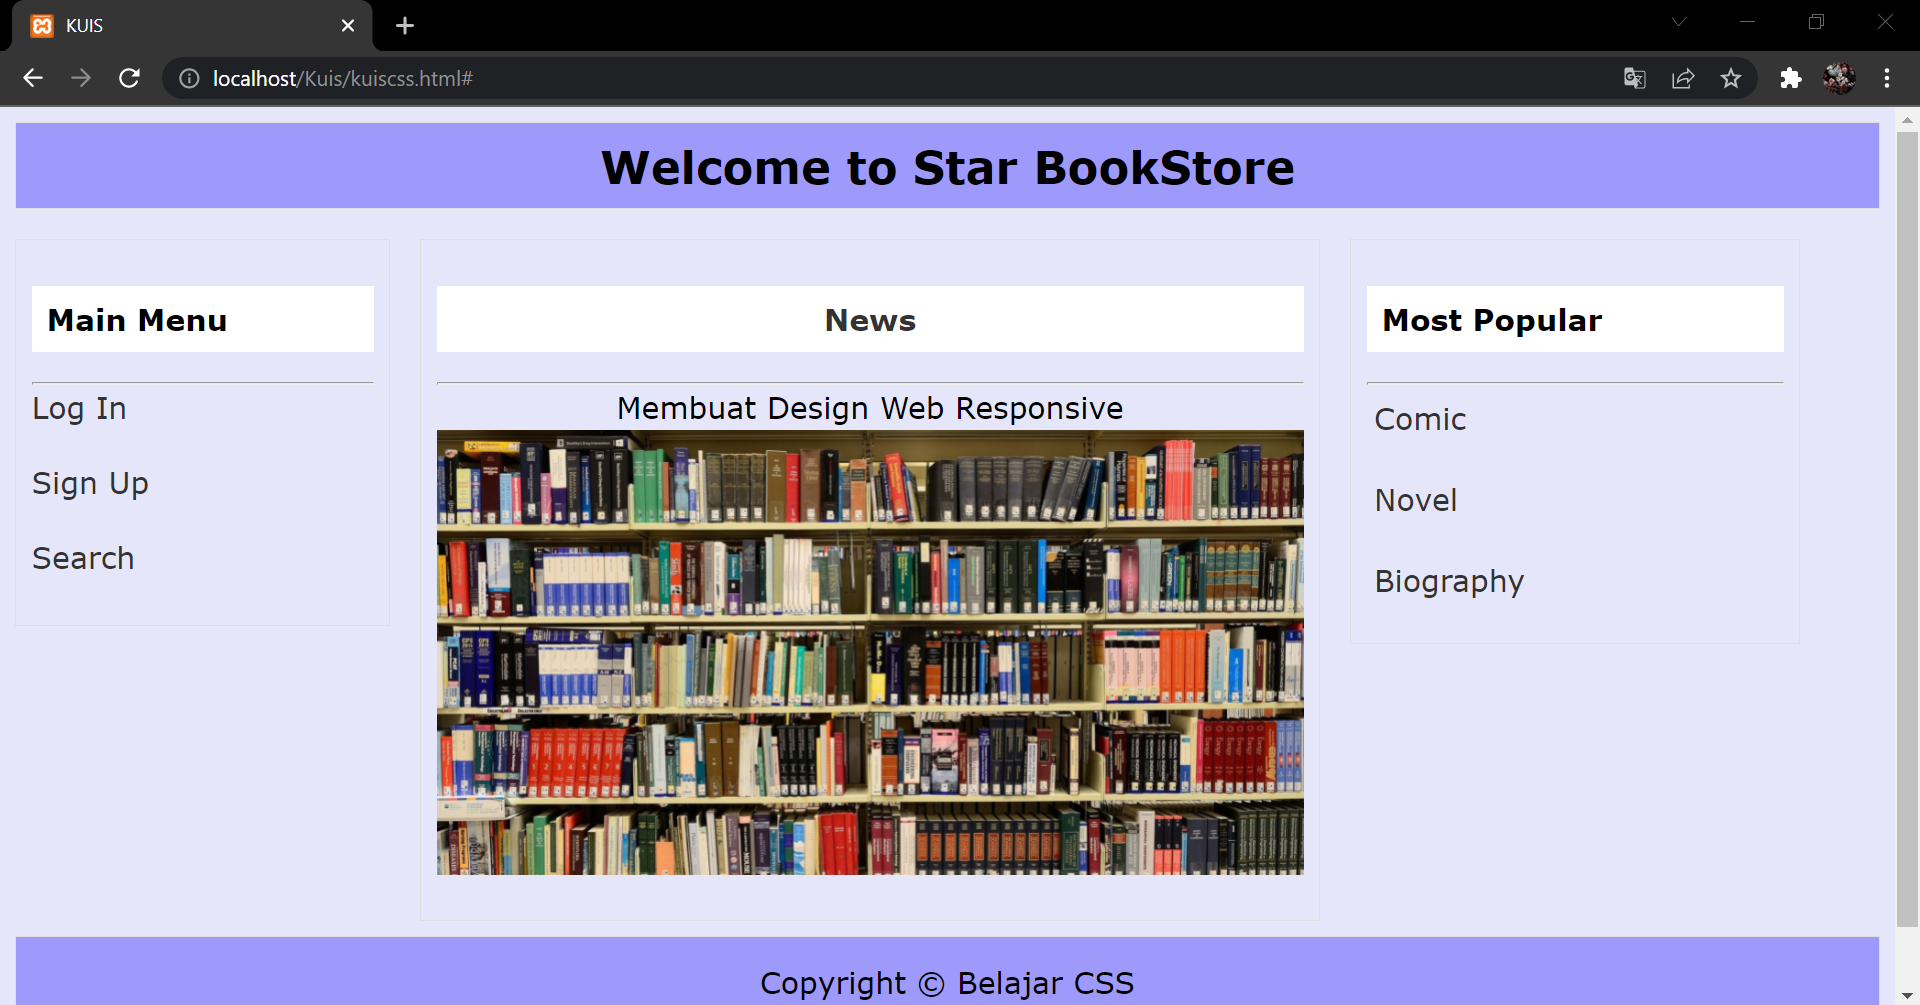 KUIS
localhost/Kuis/kuiscss.html#
Welcome to Star BookStore
Main Menu
Log In
Sign Up
Search
News
Membuat Design Web Responsive
Most Popular
Comic
Novel
Biography
Copyright © Belajar CSS